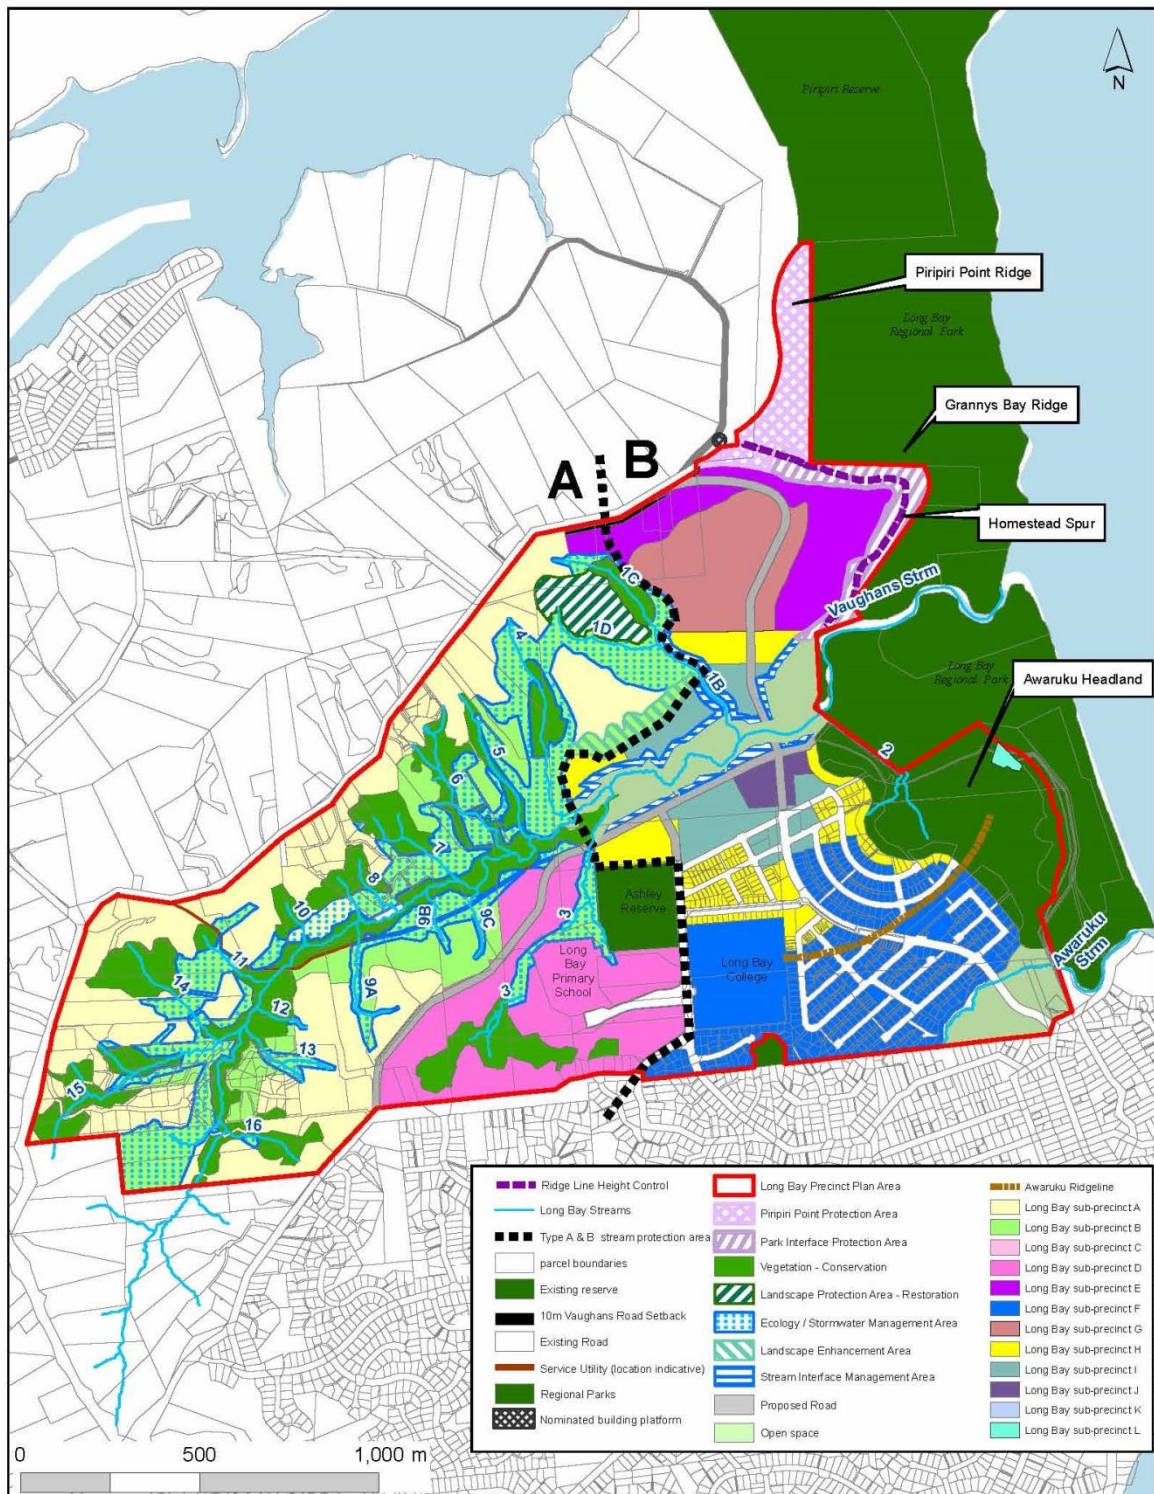 Piripiri Reserve
N
Piripiri Point Ridge
Long Bay
Regional Park
Grannys Bay Ridge
A
B
Homestead Spur
1C
Vaughans Strm
1D
4
Long Bay
Regional Park
Awaruku Headland
1B
2
5
6
7
8
Ashley
Reserve
10
9B
9C
3
Long
Bay
Primary
School
Long Bay
College
Awaruku
Strm
11
14
9A
3
12
13
15
16
Ridge Line Height Control
Long Bay Streams
Type A & B stream protection area
parcel boundaries
Existing reserve
10m Vaughans Road Setback
Existing Road
Service Utility (location indicative)
Regional Parks
Nominated building platform
Long Bay Precinct Plan Area
Piripiri Point Protection Area
Park Interface Protection Area
Vegetation - Conservation
Landscape Protection Area - Restoration
Ecology / Stormwater Management Area
Landscape Enhancement Area
Stream Interface Management Area
Proposed Road
Open space
Awaruku Ridgeline
Long Bay sub-precinct A
Long Bay sub-precinct B
Long Bay sub-precinct C
Long Bay sub-precinct D
Long Bay sub-precinct E
Long Bay sub-precinct F
Long Bay sub-precinct G
Long Bay sub-precinct H
Long Bay sub-precinct I
Long Bay sub-precinct J
Long Bay sub-precinct K
Long Bay sub-precinct L
0 500 1,000 m